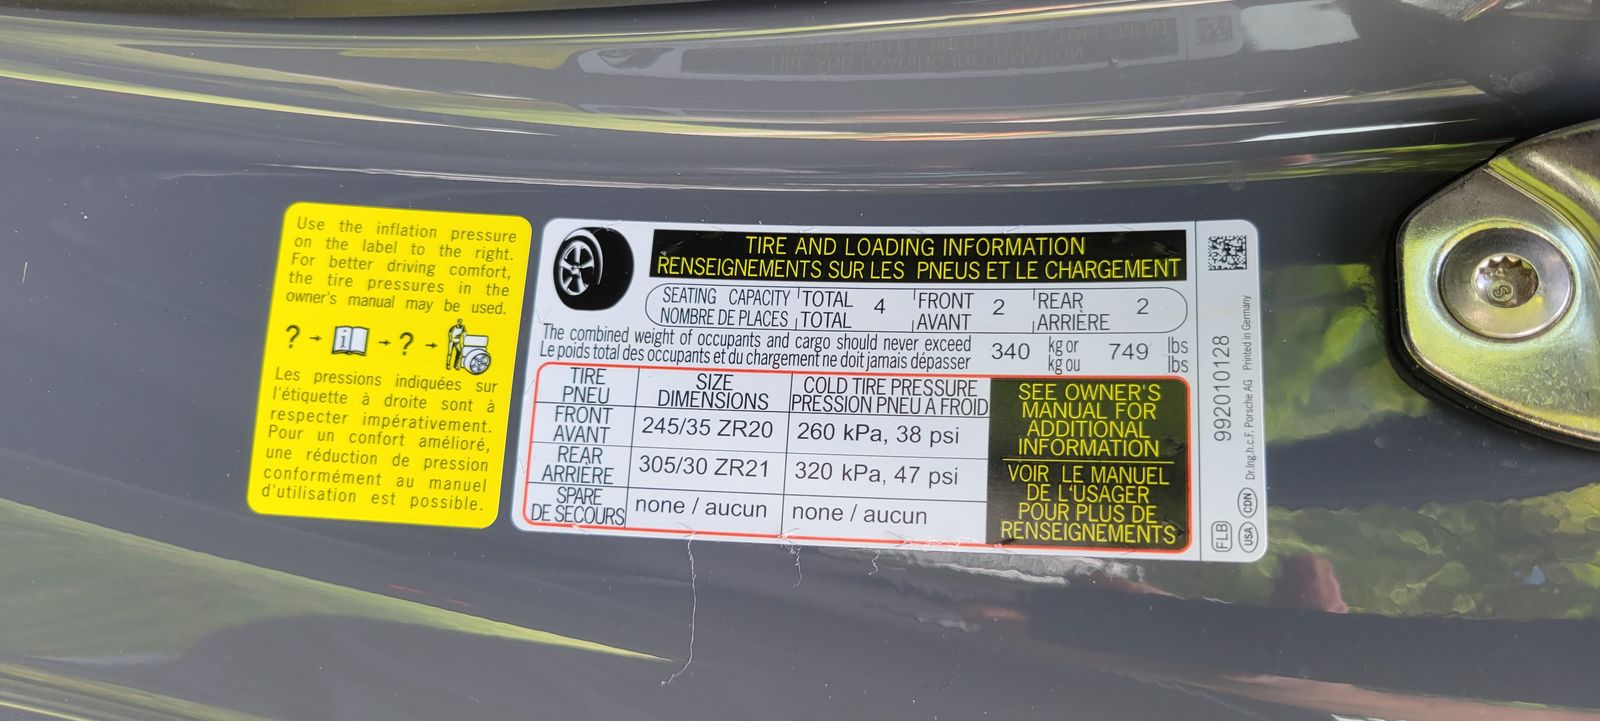 Use the inflation pressure
on the label to the right.
For better driving comfort,
the tire pressures in the
owner's manual may be used.
? i ?
Les pressions indiquées sur
l'étiquette à droite sont à
respecter impérativement.
Pour un confort amélioré,
une réduction de pression
conformément au manuel
d'utilisation est possible.
TIRE AND LOADING INFORMATION
RENSEIGNEMENTS SUR LES PNEUS ET LE CHARGEMENT
SEATING CAPACITY TOTAL 4 FRONT 2 REAR 2
NOMBRE DE PLACES TOTAL AVANT ARRIÈRE
The combined weight of occupants and cargo should never exceed 340 kg or 749 lbs
Le poids total des occupants et du chargement ne doit jamais dépasser kg ou lbs
TIRE SIZE COLD TIRE PRESSURE
PNEU DIMENSIONS PRESSION PNEU A FROID
FRONT 245/35 ZR20 260 kPa, 38 psi
AVANT
REAR 305/30 ZR21 320 kPa, 47 psi
ARRIÈRE
SPARE none / aucun none / aucun
DE SECOURS
SEE OWNER'S
MANUAL FOR
ADDITIONAL
INFORMATION
VOIR LE MANUEL
DE L'USAGER
POUR PLUS DE
RENSEIGNEMENTS
992010128
Dr.Ing.h.c.F. Porsche AG Printed in Germany
FLB USA CDN